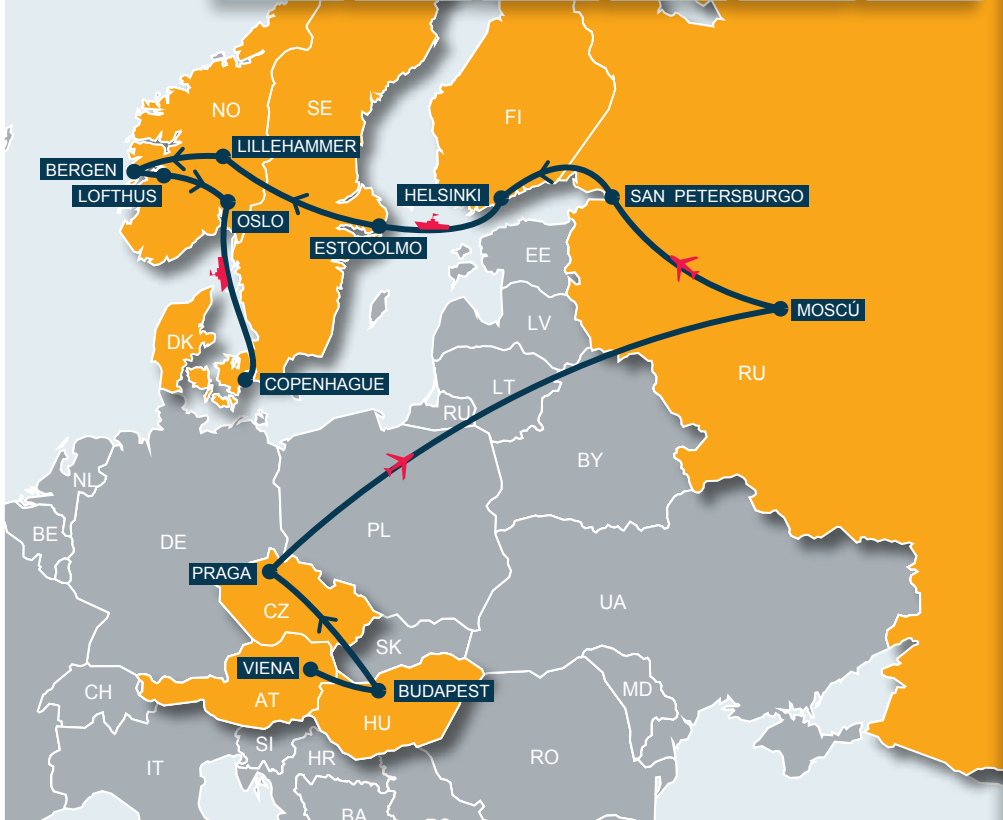 NO
SE
FI
LILLEHAMMER
BERGEN
LOFTHUS
HELSINKI
SAN PETERSBURGO
OSLO
ESTOCOLMO
EE
MOSCÚ
LV
DK
RU
COPENHAGUE
LT
RU
BY
NL
BE
DE
PL
PRAGA
CZ
UA
SK
VIENA
BUDAPEST
CH
AT
MD
HU
SI
HR
RO
IT
BA